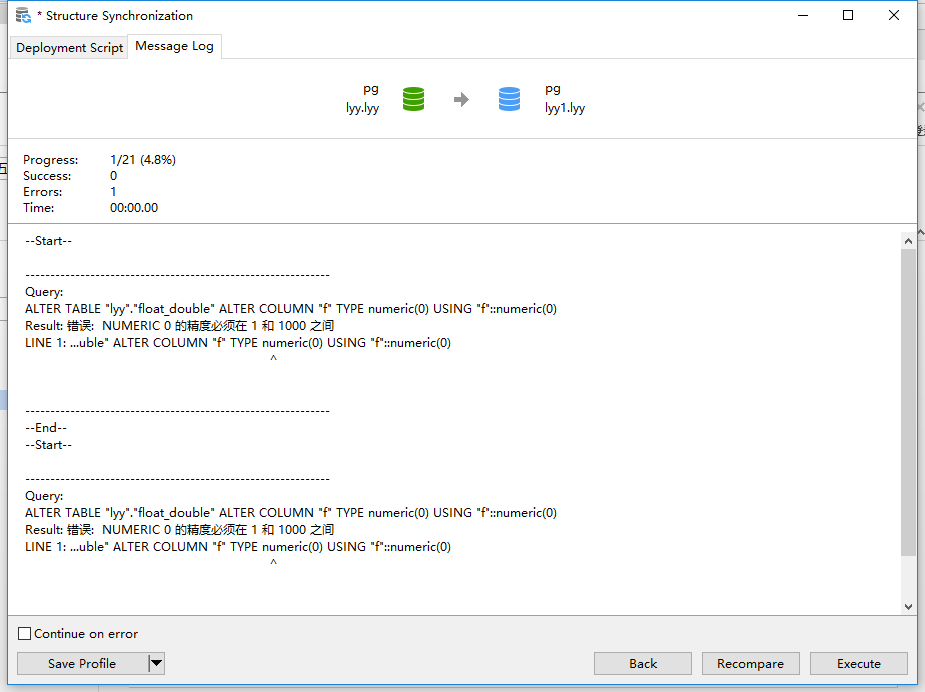 * Structure Synchronization
Deployment Script
Message Log
pg
lyy.lyy
pg
lyy1.lyy
Progress: 1/21 (4.8%)
Success: 0
Errors: 1
Time: 00:00.00
--Start--
-------------------------------------------------------------
Query:
ALTER TABLE "lyy"."float_double" ALTER COLUMN "f" TYPE numeric(0) USING "f"::numeric(0)
Result: 错误:  NUMERIC 0 的精度必须在 1 和 1000 之间
LINE 1: ...uble" ALTER COLUMN "f" TYPE numeric(0) USING "f"::numeric(0)
^
-------------------------------------------------------------
--End--
--Start--
-------------------------------------------------------------
Query:
ALTER TABLE "lyy"."float_double" ALTER COLUMN "f" TYPE numeric(0) USING "f"::numeric(0)
Result: 错误:  NUMERIC 0 的精度必须在 1 和 1000 之间
LINE 1: ...uble" ALTER COLUMN "f" TYPE numeric(0) USING "f"::numeric(0)
^
Continue on error
Save Profile
Back
Recompare
Execute